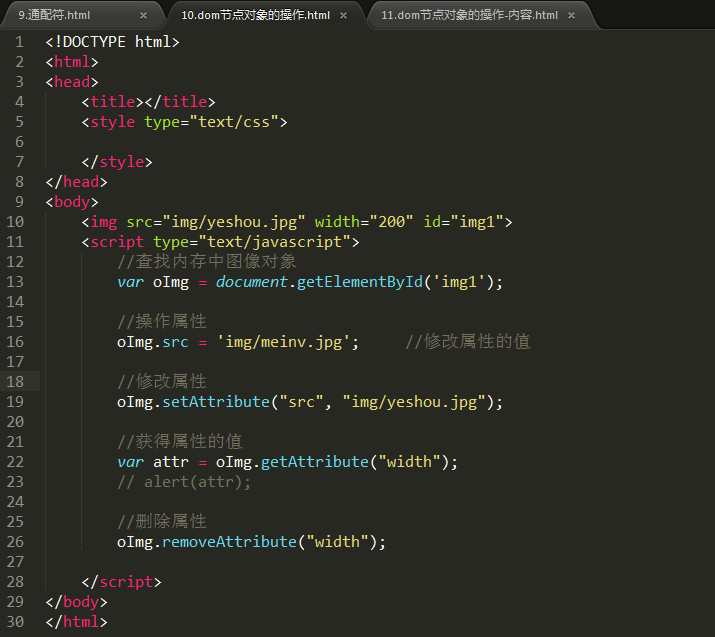 9.通配符.html × 10.dom节点对象的操作.html × 11.dom节点对象的操作-内容.html ×
1 <!DOCTYPE html>
2 <html>
3 <head>
4     <title></title>
5     <style type="text/css">
6
7     </style>
8 </head>
9 <body>
10     <img src="img/yeshou.jpg" width="200" id="img1">
11     <script type="text/javascript">
12         //查找内存中图像对象
13         var oImg = document.getElementById('img1');
14
15         //操作属性
16         oImg.src = 'img/meinv.jpg';     //修改属性的值
17
18         //修改属性
19         oImg.setAttribute("src", "img/yeshou.jpg");
20
21         //获得属性的值
22         var attr = oImg.getAttribute("width");
23         // alert(attr);
24
25         //删除属性
26         oImg.removeAttribute("width");
27
28     </script>
29 </body>
30 </html>